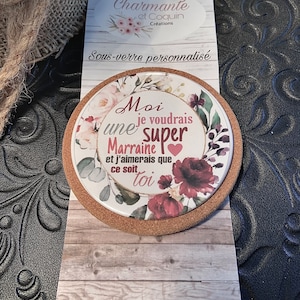 Charmante
et Coquin
Créations
Sous-verre personnalisé
Moi
je voudrais
une super
Marraine
et j'aimerais que
ce soit
toi